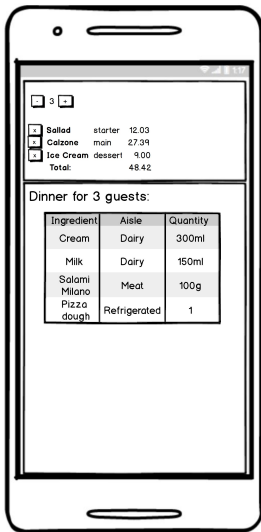 - 3 +
x Sallad starter 12.03
x Calzone main 27.39
x Ice Cream dessert 9.00
Total: 48.42
Dinner for 3 guests:
Ingredient Aisle Quantity
Cream Dairy 300ml
Milk Dairy 150ml
Salami Milano Meat 100g
Pizza dough Refrigerated 1